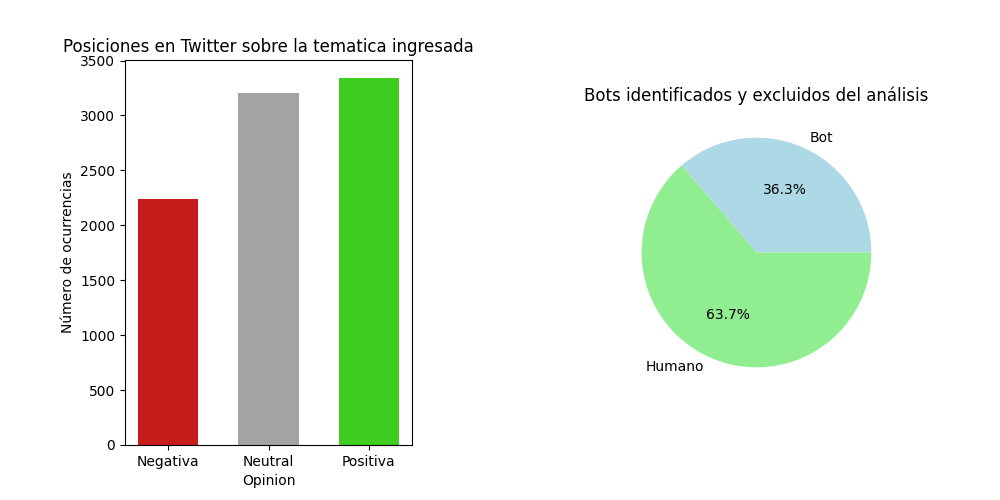 Posiciones en Twitter sobre la tematica ingresada
Número de ocurrencias
3500
3000
2500
2000
1500
1000
500
0
Negativa
Neutral
Positiva
Opinion
Bots identificados y excluidos del análisis
Bot
36.3%
63.7%
Humano